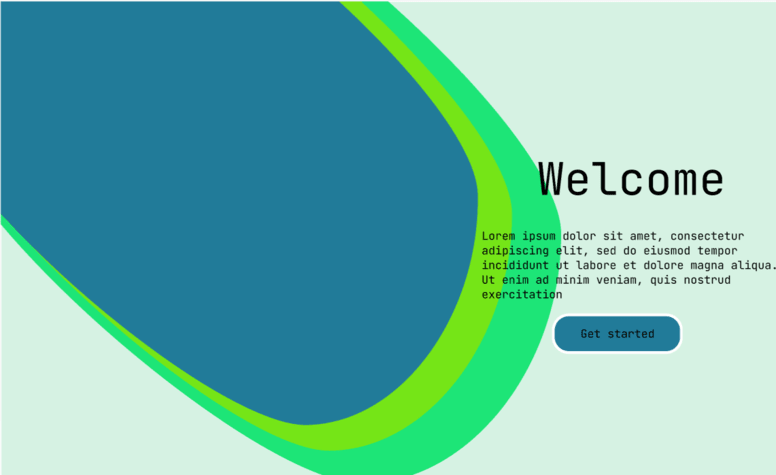 Welcome
Lorem ipsum dolor sit amet, consectetur
adipiscing elit, sed do eiusmod tempor
incididunt ut labore et dolore magna aliqua.
Ut enim ad minim veniam, quis nostrud
exercitation
Get started